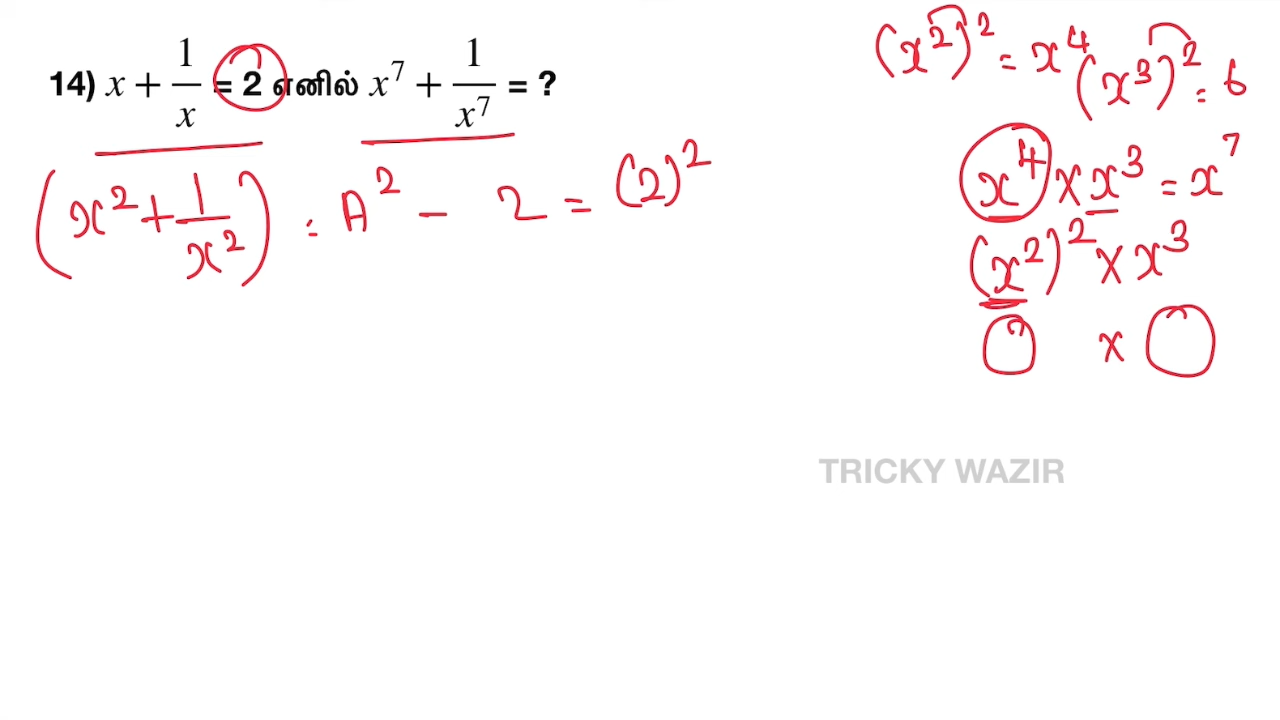 14) x + 1/x = 2 எனில் x⁷ + 1/x⁷ = ?
(x² + 1/x²) = A² - 2 = (2)²
(x²)² = x⁴
(x³)² = 6
x⁴ × x³ = x⁷
(x²)² × x³
×
TRICKY WAZIR